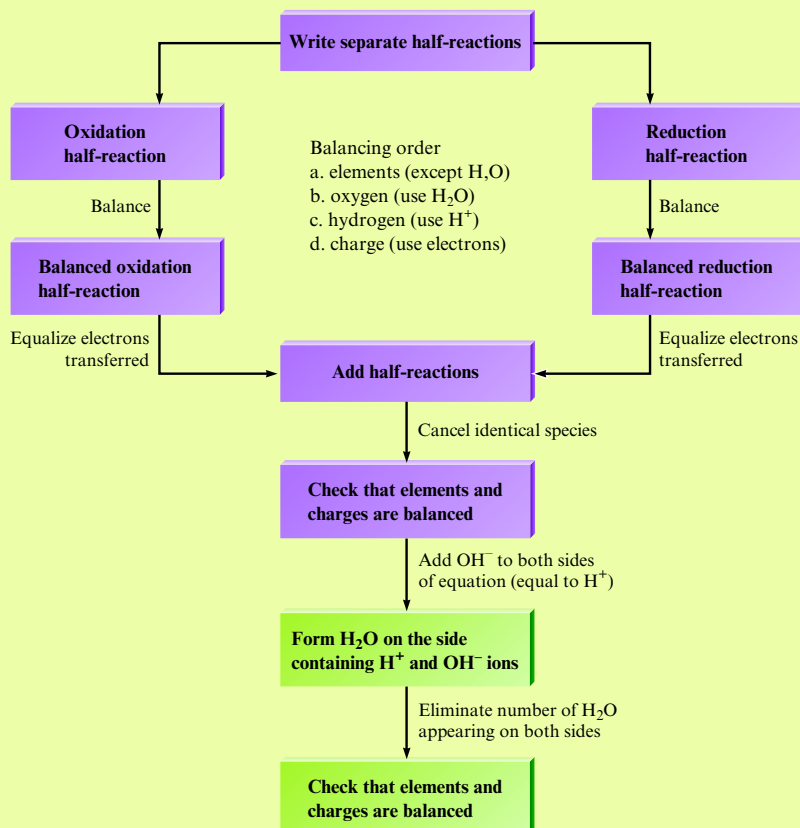 Write separate half-reactions
Oxidation
half-reaction
Reduction
half-reaction
Balancing order
a. elements (except H,O)
b. oxygen (use H₂O)
c. hydrogen (use H⁺)
d. charge (use electrons)
Balance
Balance
Balanced oxidation
half-reaction
Balanced reduction
half-reaction
Equalize electrons
transferred
Equalize electrons
transferred
Add half-reactions
Cancel identical species
Check that elements and
charges are balanced
Add OH⁻ to both sides
of equation (equal to H⁺)
Form H₂O on the side
containing H⁺ and OH⁻ ions
Eliminate number of H₂O
appearing on both sides
Check that elements and
charges are balanced